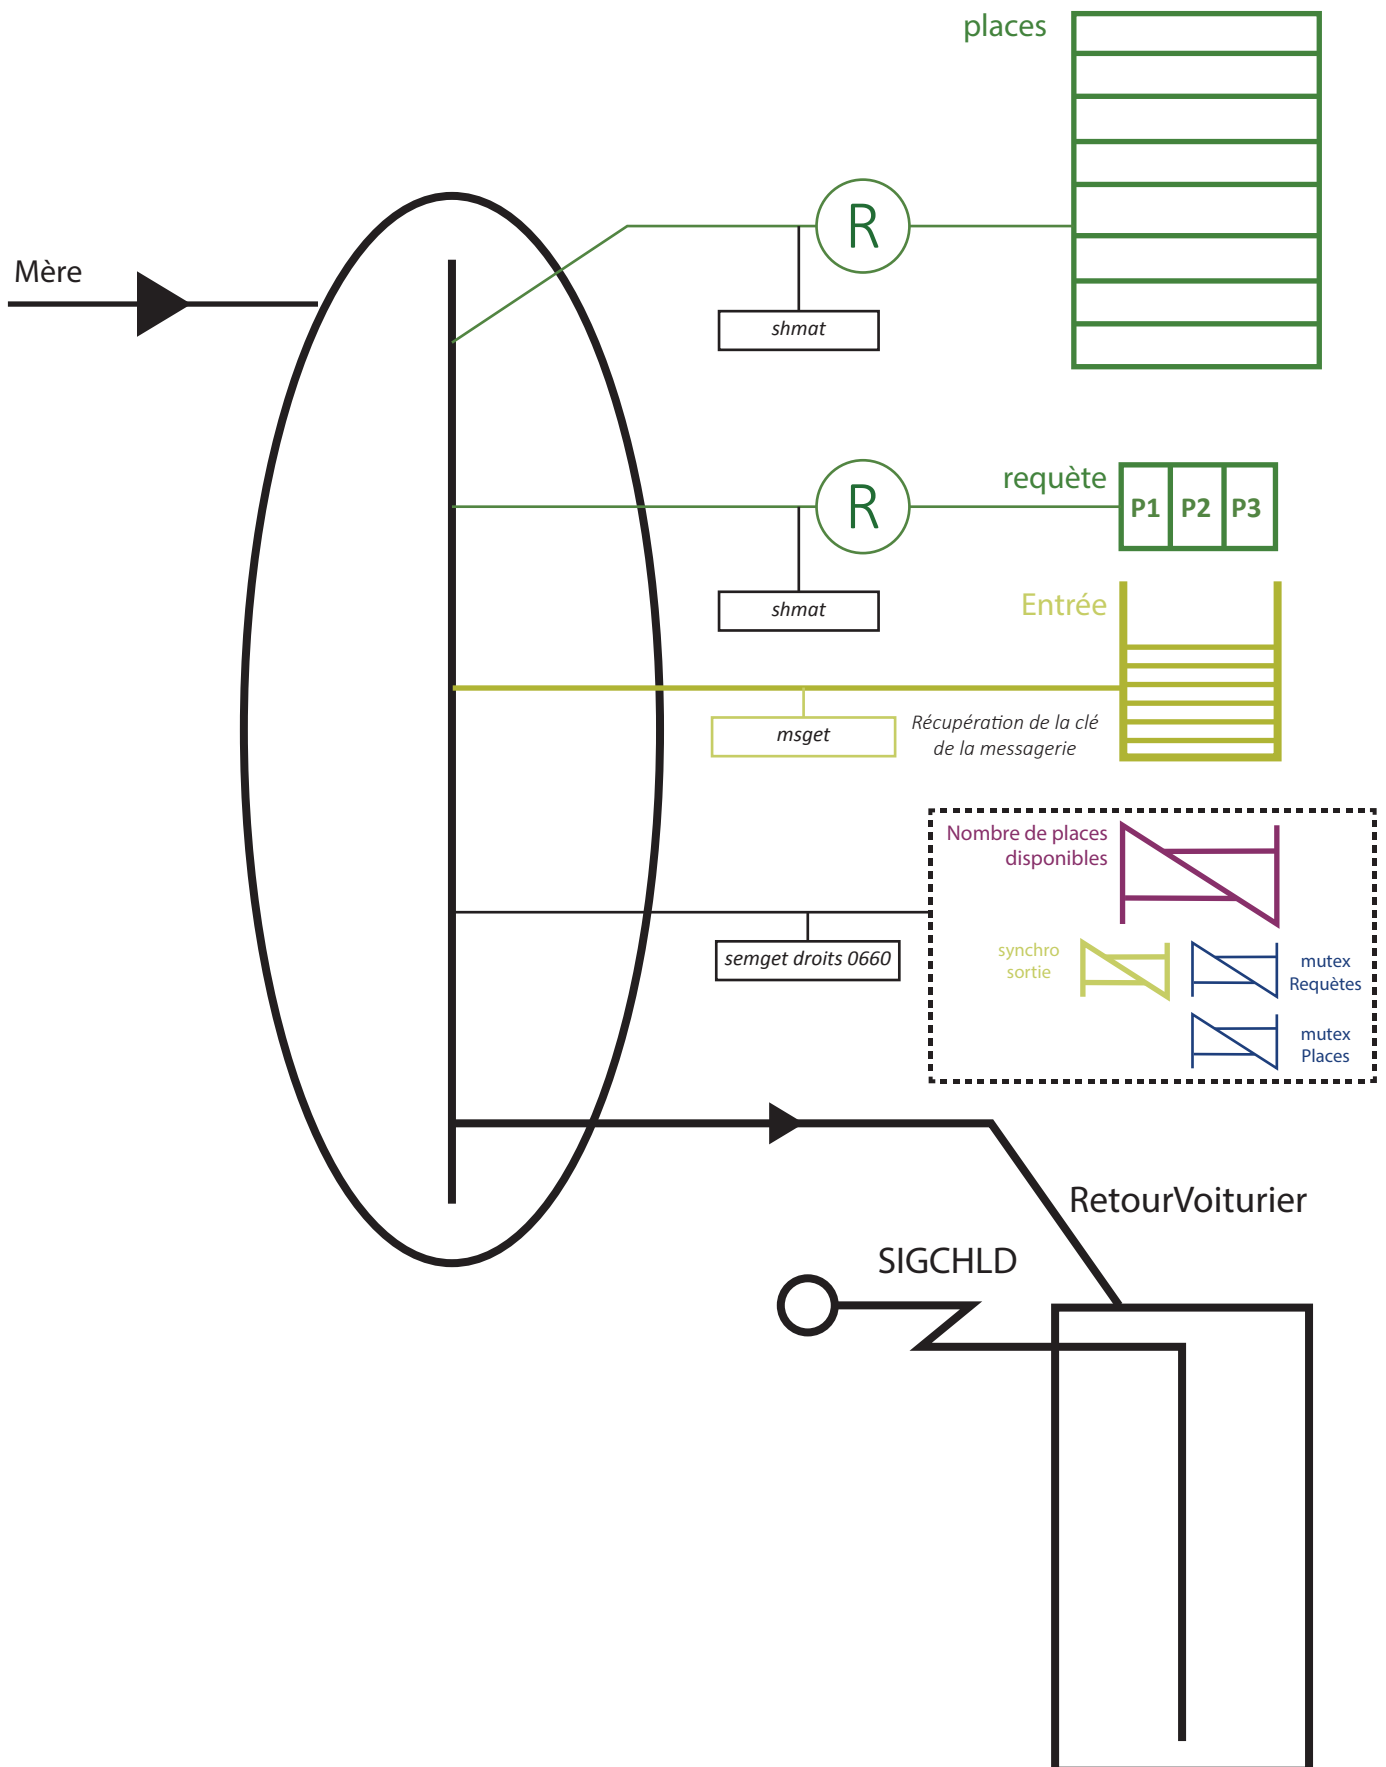 places
Mère
R
shmat
requète
R
P1 P2 P3
shmat
Entrée
msget
Récupération de la clé
de la messagerie
Nombre de places
disponibles
semget droits 0660
synchro
sortie
mutex
Requètes
mutex
Places
RetourVoiturier
SIGCHLD